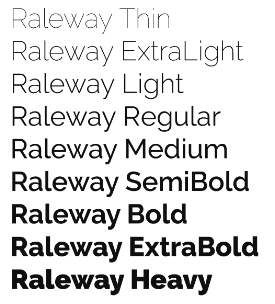 Raleway Thin
Raleway ExtraLight
Raleway Light
Raleway Regular
Raleway Medium
Raleway SemiBold
Raleway Bold
Raleway ExtraBold
Raleway Heavy